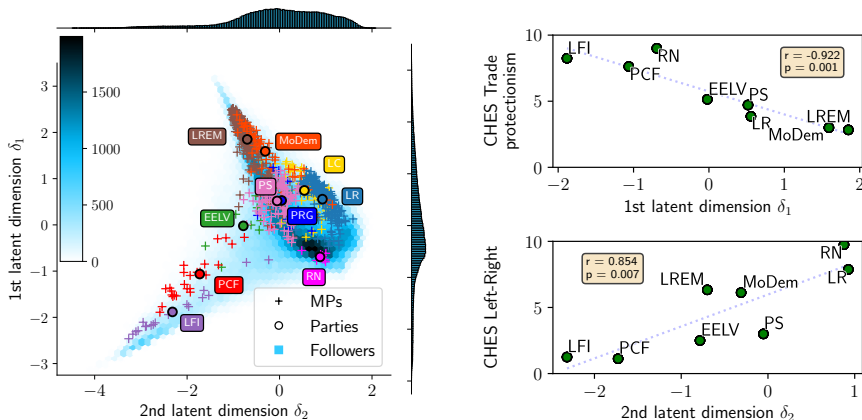 1st latent dimension δ1
3
2
1
0
−1
−2
−3
1500
1000
500
0
LREM
MoDem
LC
PS
LR
EELV
PRG
RN
PCF
LFI
MPs
Parties
Followers
−4
−2
0
2
2nd latent dimension δ2
CHES Trade
protectionism
10
5
0
LFI
RN
r = -0.922
p = 0.001
PCF
EELV
PS
LR
LREM
MoDem
−2
−1
0
1
2
1st latent dimension δ1
CHES Left-Right
10
5
0
r = 0.854
p = 0.007
RN
LREM
MoDem
LR
EELV
PS
LFI
PCF
−2
−1
0
2nd latent dimension δ2